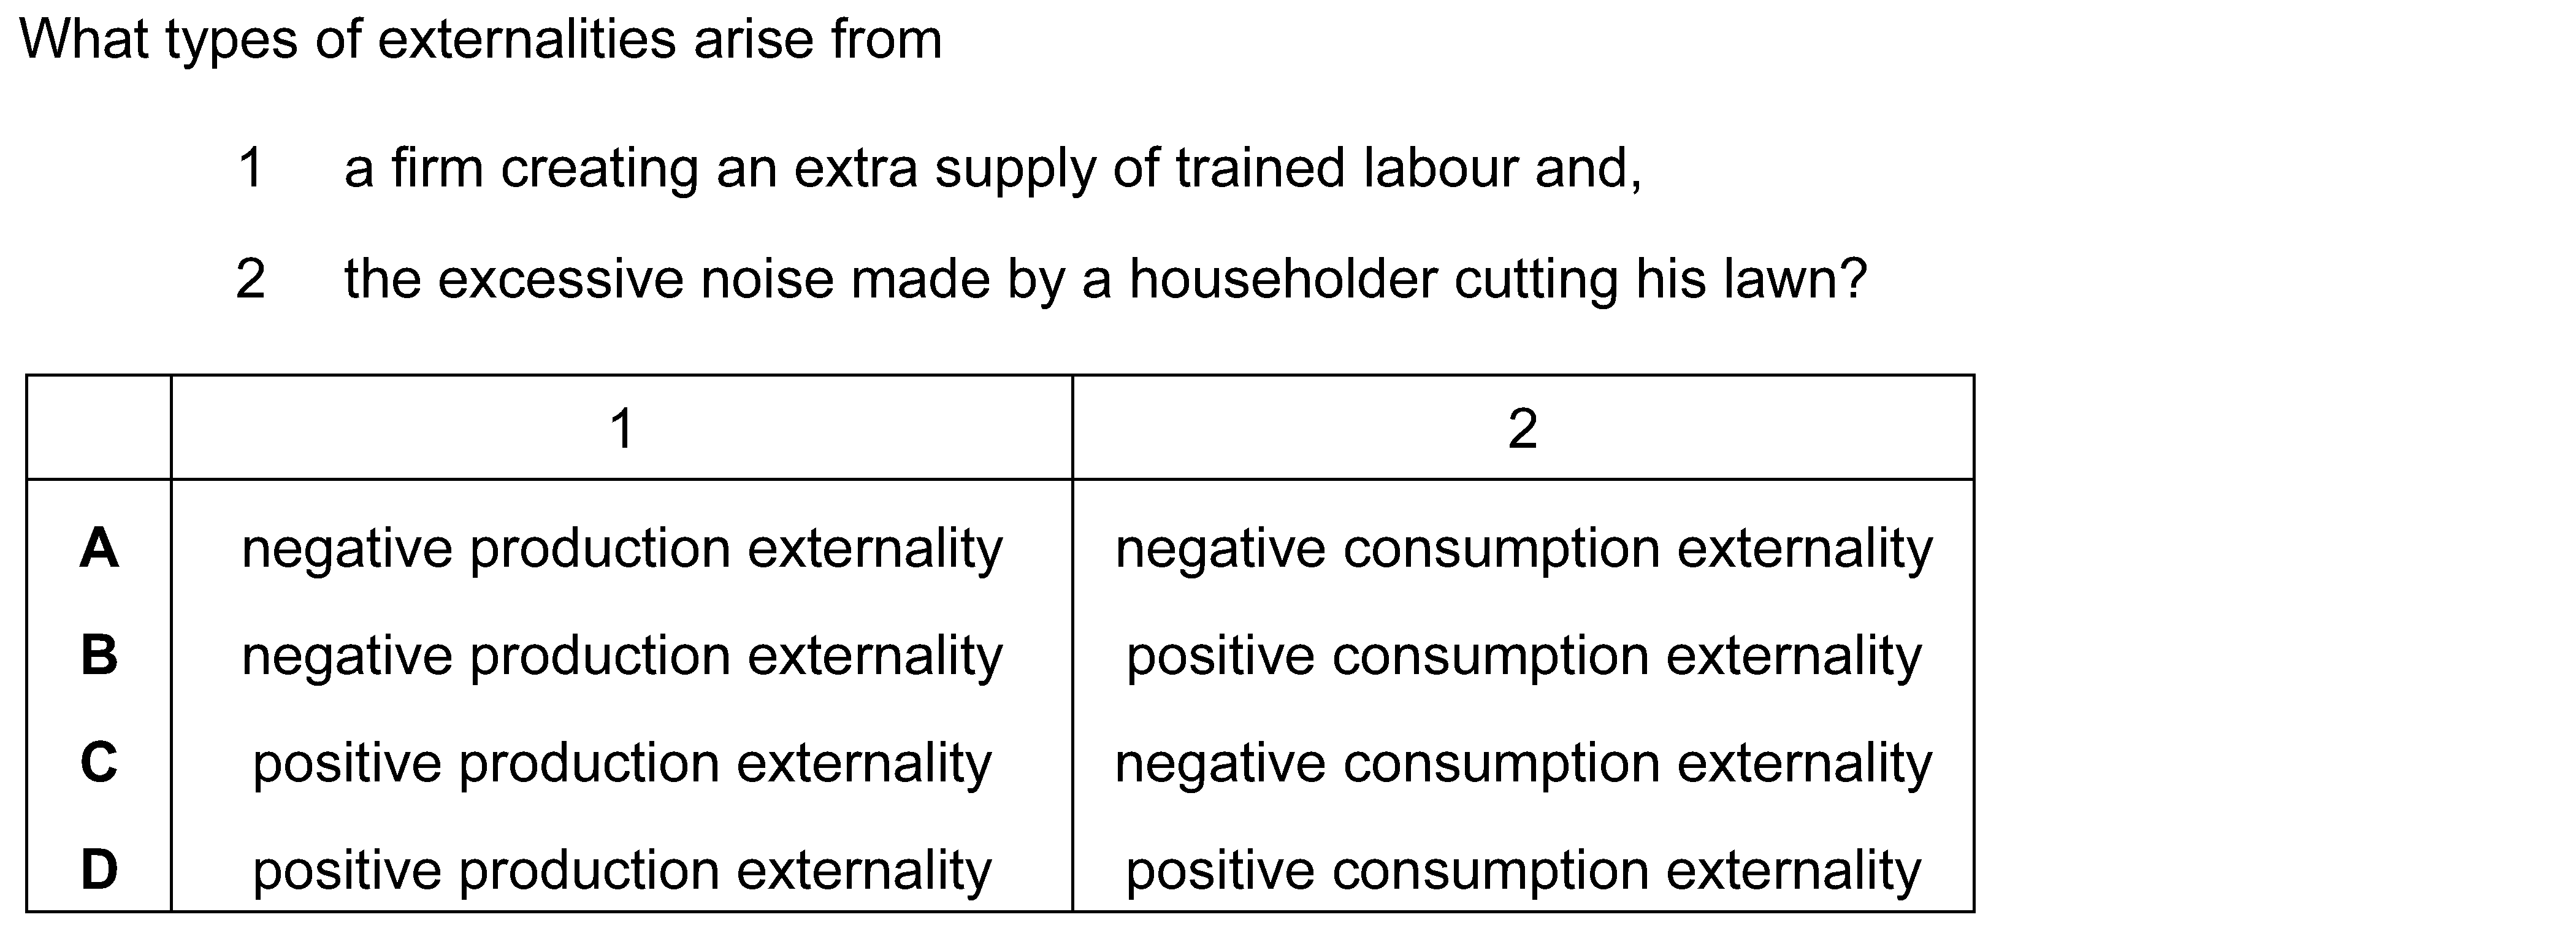 What types of externalities arise from
1 a firm creating an extra supply of trained labour and,
2 the excessive noise made by a householder cutting his lawn?
1 2
A negative production externality negative consumption externality
B negative production externality positive consumption externality
C positive production externality negative consumption externality
D positive production externality positive consumption externality